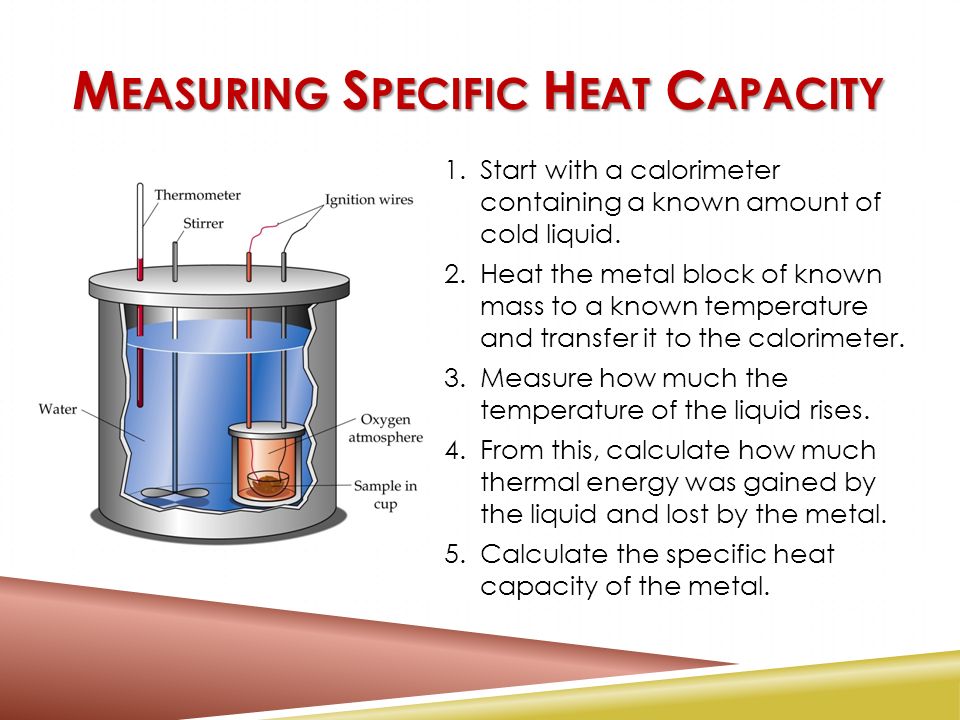 MEASURING SPECIFIC HEAT CAPACITY
Thermometer
Ignition wires
Stirrer
Water
Oxygen
atmosphere
Sample in
cup
1. Start with a calorimeter
containing a known amount of
cold liquid.
2. Heat the metal block of known
mass to a known temperature
and transfer it to the calorimeter.
3. Measure how much the
temperature of the liquid rises.
4. From this, calculate how much
thermal energy was gained by
the liquid and lost by the metal.
5. Calculate the specific heat
capacity of the metal.